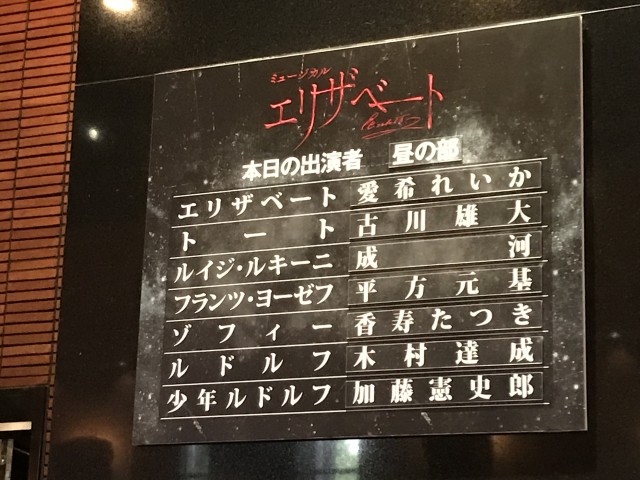 ミュージカル
エリザベート
本日の出演者 昼の部
エリザベート 愛希れいか
トート 古川雄大
ルイジ・ルキーニ 成河
フランツ・ヨーゼフ 平方元基
ゾフィー 香寿たつき
ルドルフ 木村達成
少年ルドルフ 加藤憲史郎